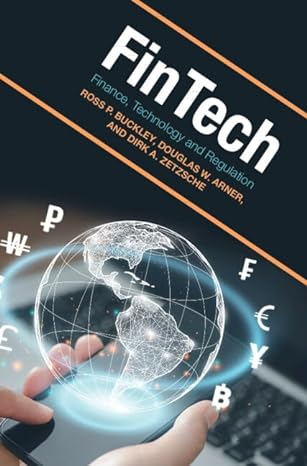 FinTech
Finance, Technology and Regulation
ROSS P. BUCKLEY, DOUGLAS W. ARNER,
AND DIRK A. ZETZSCHE
₽
₩
₣
€
¥
฿